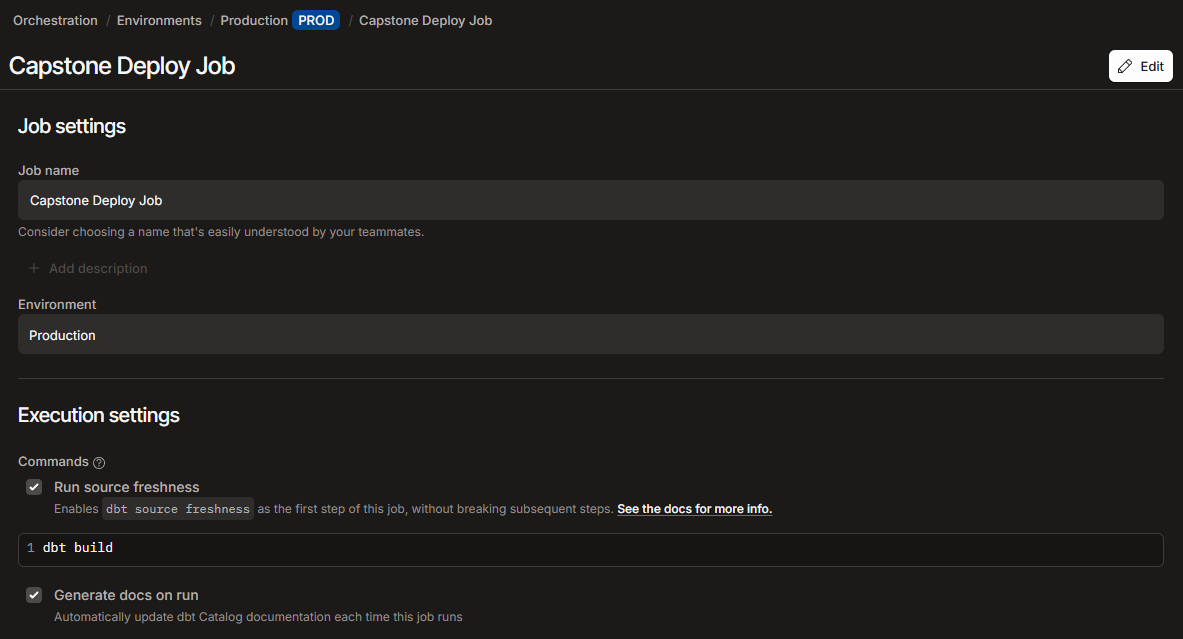 Orchestration / Environments / Production PROD / Capstone Deploy Job
Capstone Deploy Job
Edit
Job settings
Job name
Capstone Deploy Job
Consider choosing a name that's easily understood by your teammates.
+ Add description
Environment
Production
Execution settings
Commands ?
Run source freshness
Enables dbt source freshness as the first step of this job, without breaking subsequent steps. See the docs for more info.
1 dbt build
Generate docs on run
Automatically update dbt Catalog documentation each time this job runs